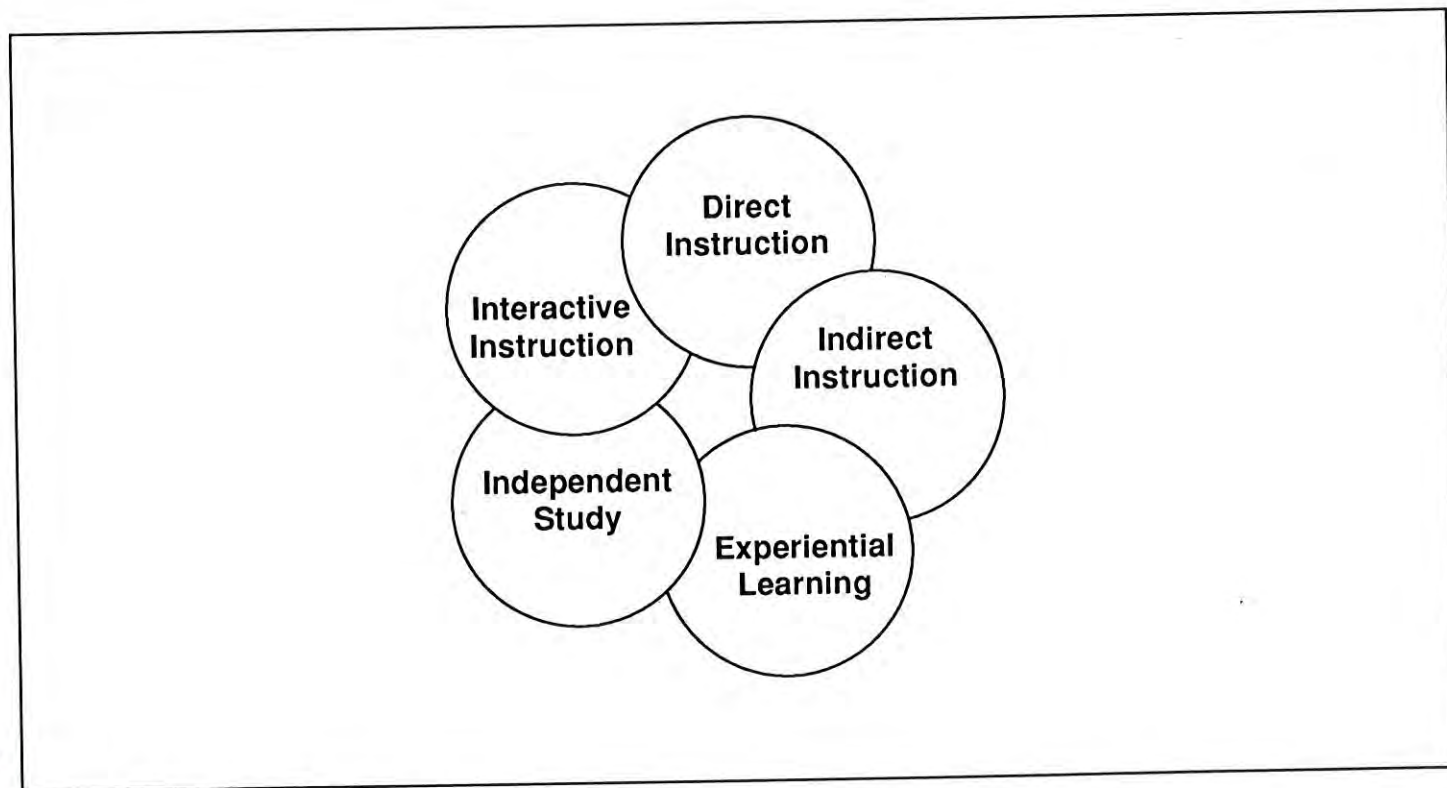 Direct
Instruction
Indirect
Instruction
Experiential
Learning
Independent
Study
Interactive
Instruction